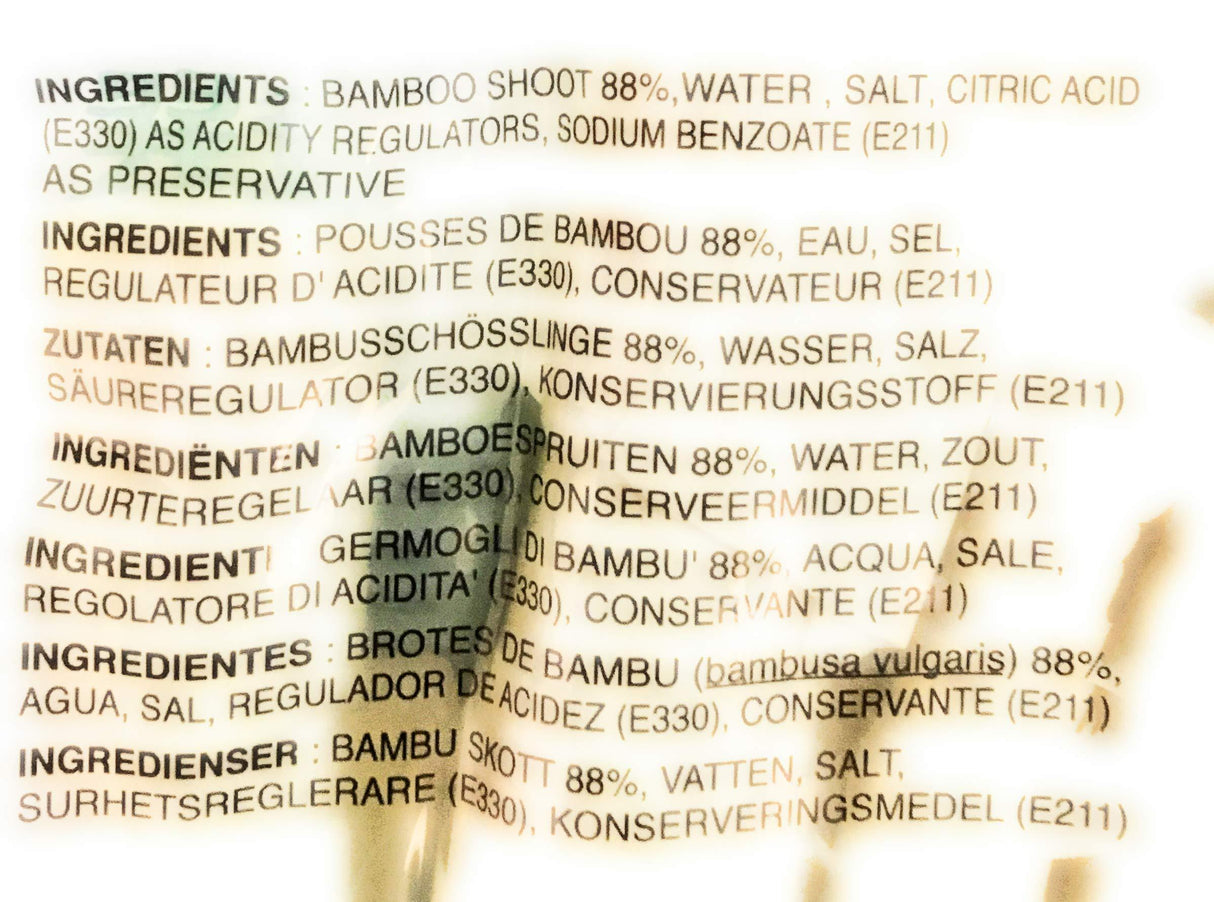 INGREDIENTS : BAMBOO SHOOT 88%, WATER , SALT, CITRIC ACID
(E330) AS ACIDITY REGULATORS, SODIUM BENZOATE (E211)
AS PRESERVATIVE
INGREDIENTS : POUSSES DE BAMBOU 88%, EAU, SEL,
REGULATEUR D' ACIDITE (E330), CONSERVATEUR (E211)
ZUTATEN : BAMBUSSCHÖSSLINGE 88%, WASSER, SALZ,
SÄUREREGULATOR (E330), KONSERVIERUNGSSTOFF (E211)
INGREDIËNTEN : BAMBOESPRUITEN 88%, WATER, ZOUT,
ZUURTEREGELAAR (E330), CONSERVEERMIDDEL (E211)
INGREDIENTI GERMOGLI DI BAMBU' 88%, ACQUA, SALE,
REGOLATORE DI ACIDITA' (E330), CONSERVANTE (E211)
INGREDIENTES : BROTES DE BAMBU (bambusa vulgaris) 88%,
AGUA, SAL, REGULADOR DE ACIDEZ (E330), CONSERVANTE (E211)
INGREDIENSER : BAMBU SKOTT 88%, VATTEN, SALT,
SURHETSREGLERARE (E330), KONSERVERINGSMEDEL (E211)